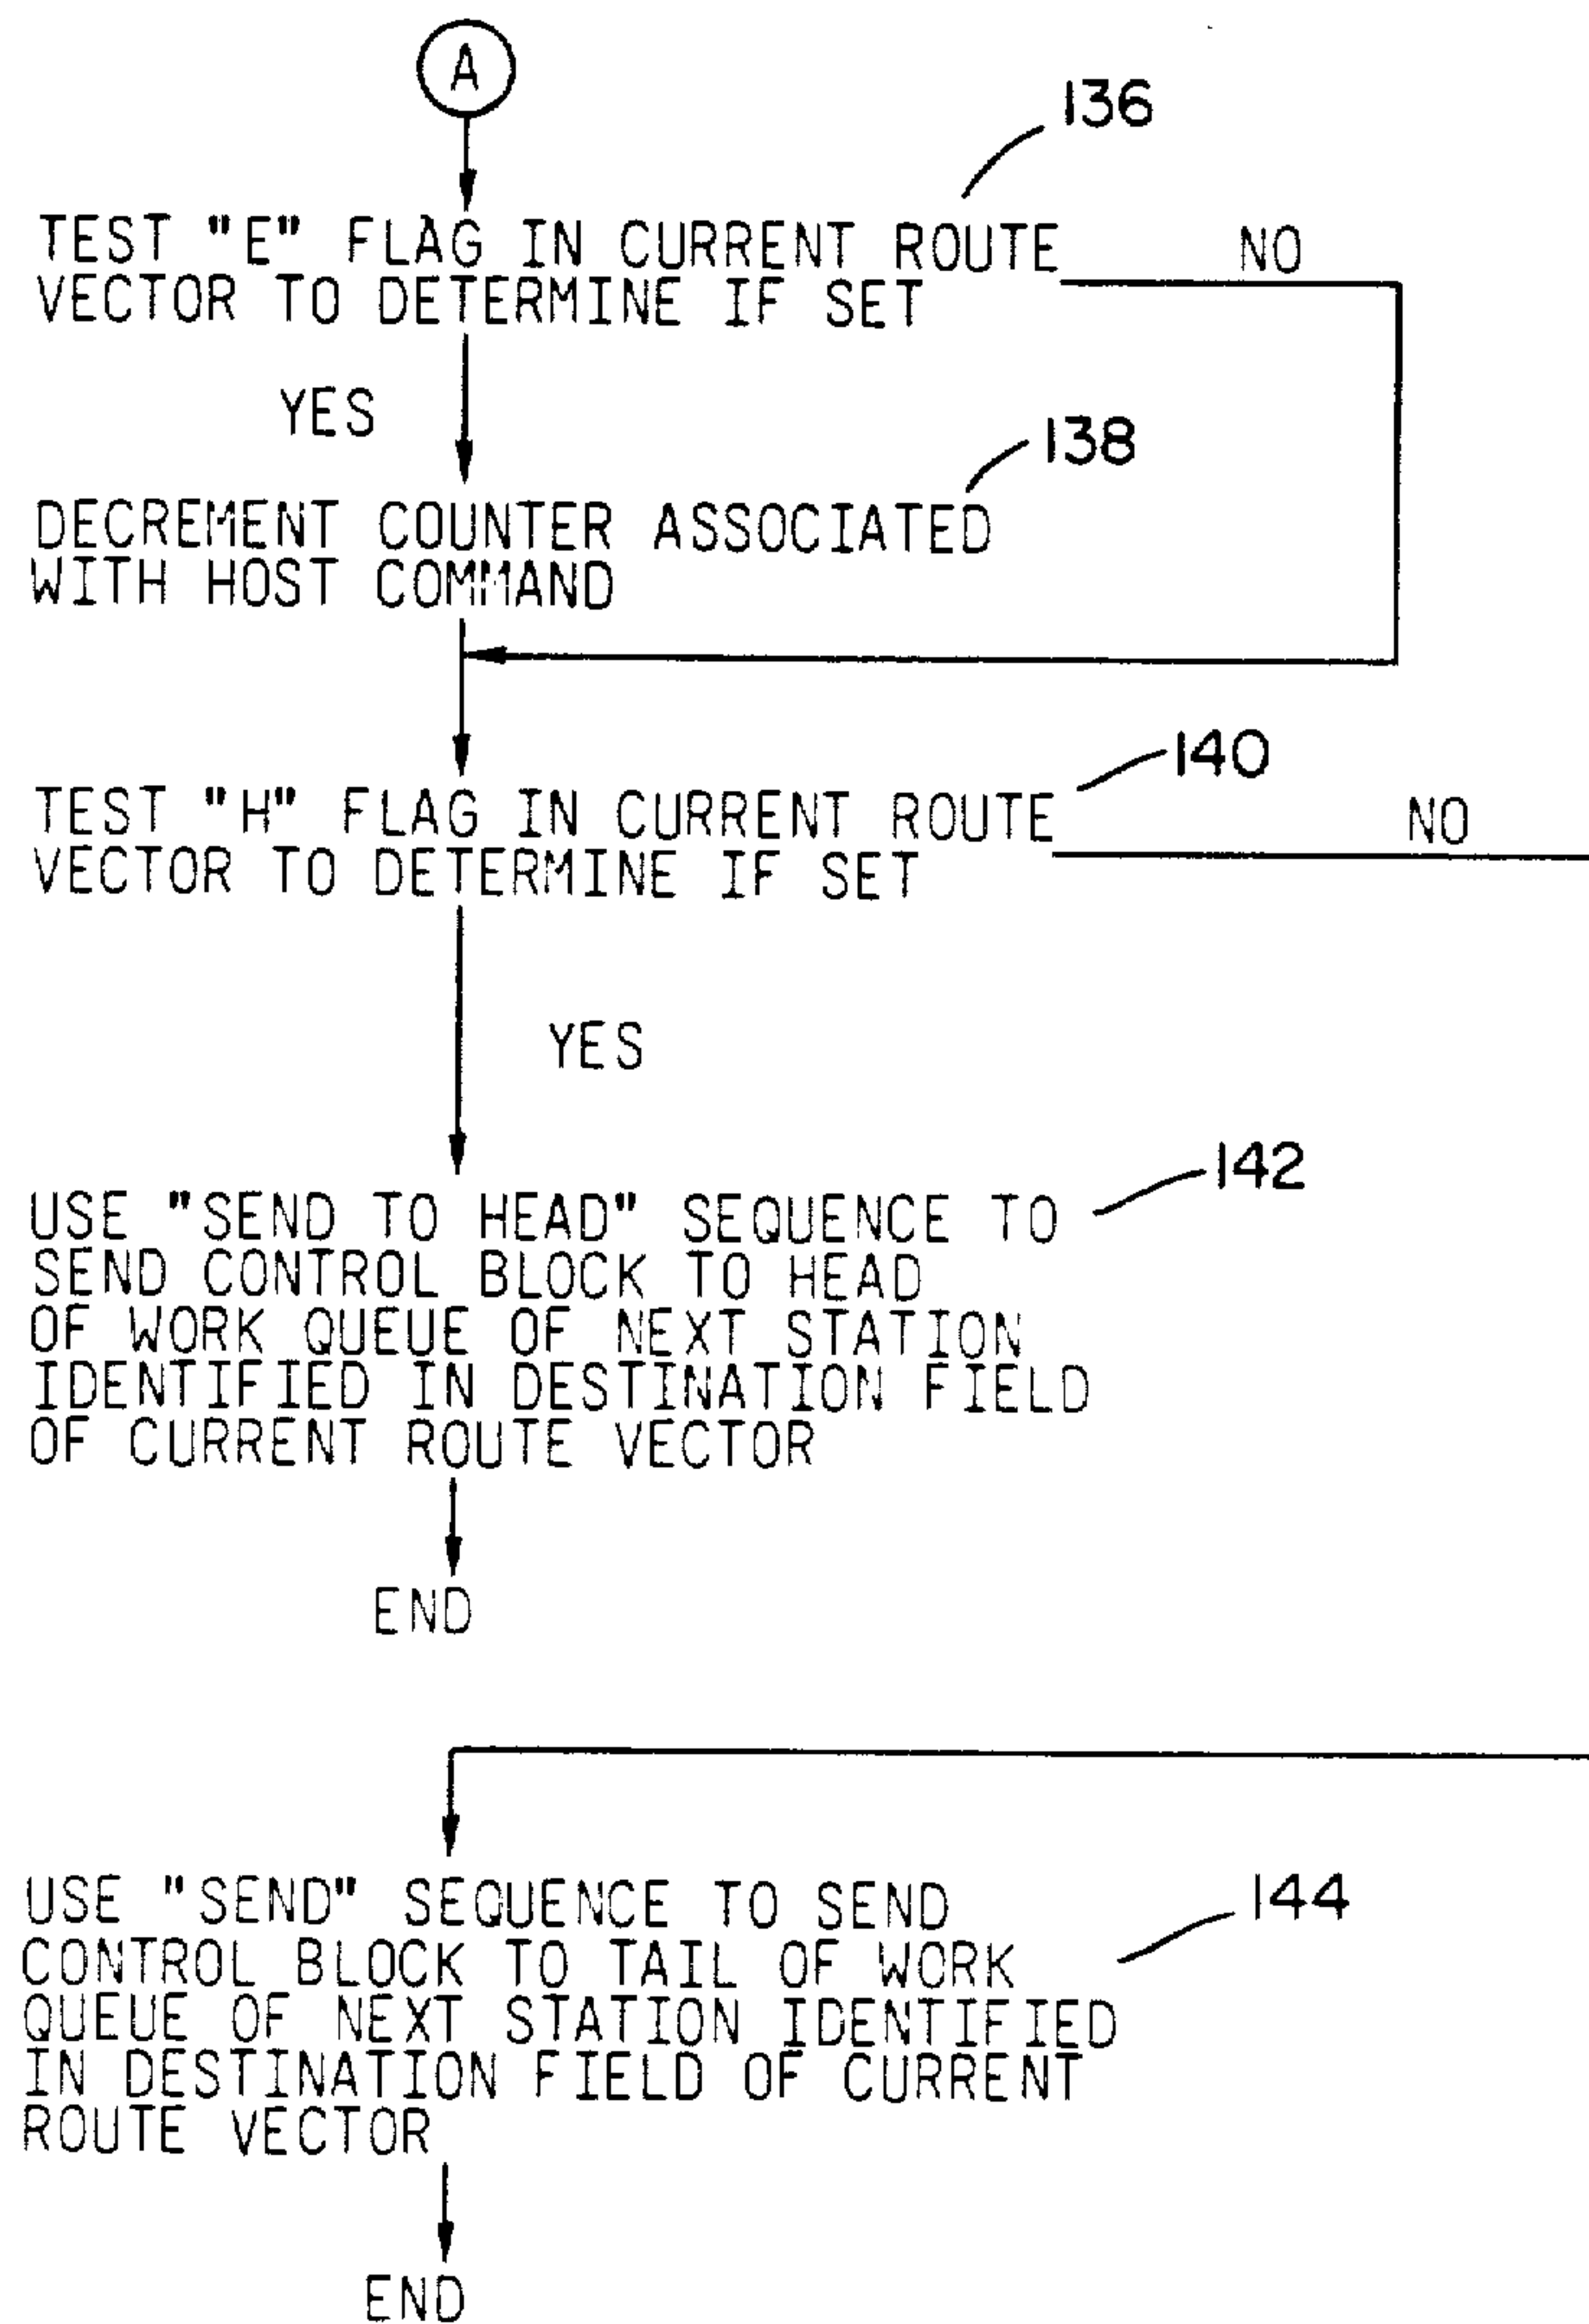 A
136
TEST "E" FLAG IN CURRENT ROUTE
NO
VECTOR TO DETERMINE IF SET
YES
138
DECREMENT COUNTER ASSOCIATED
WITH HOST COMMAND
140
TEST "H" FLAG IN CURRENT ROUTE
NO
VECTOR TO DETERMINE IF SET
YES
142
USE "SEND TO HEAD" SEQUENCE TO
SEND CONTROL BLOCK TO HEAD
OF WORK QUEUE OF NEXT STATION
IDENTIFIED IN DESTINATION FIELD
OF CURRENT ROUTE VECTOR
END
144
USE "SEND" SEQUENCE TO SEND
CONTROL BLOCK TO TAIL OF WORK
QUEUE OF NEXT STATION IDENTIFIED
IN DESTINATION FIELD OF CURRENT
ROUTE VECTOR
END